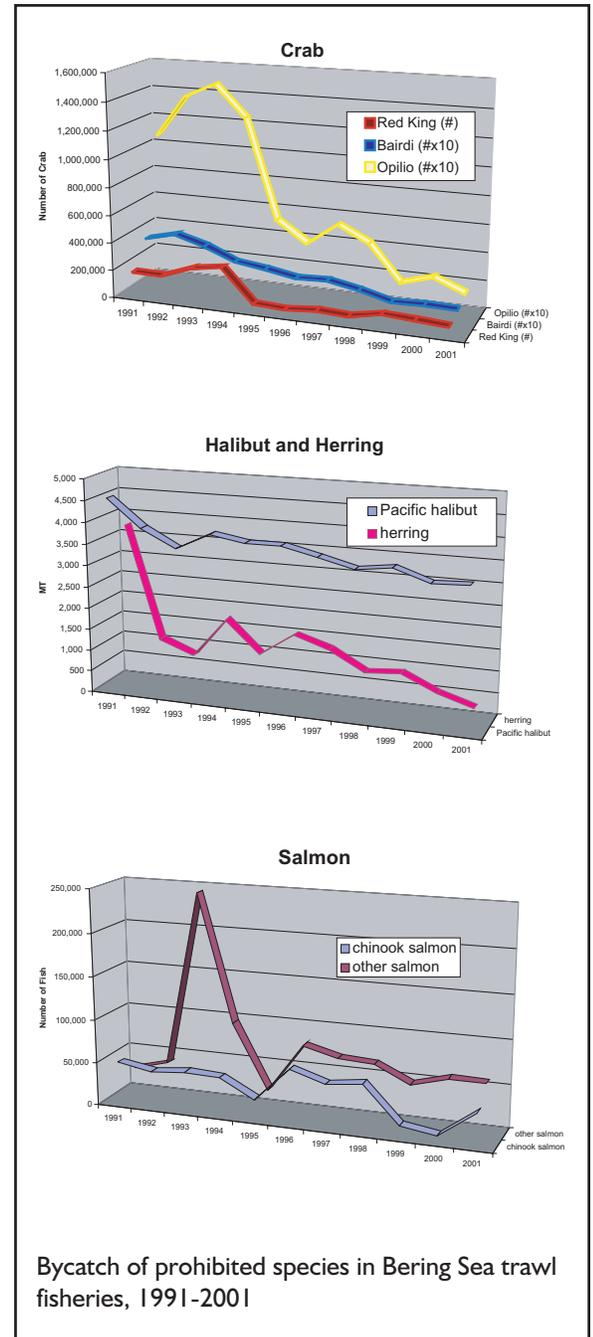 Crab
1,600,000
1,400,000
1,200,000
1,000,000
800,000
600,000
400,000
200,000
0
Number of Crab
Red King (#)
Bairdi (#x10)
Opilio (#x10)
1991 1992 1993 1994 1995 1996 1997 1998 1999 2000 2001
Opilio (#x10)
Bairdi (#x10)
Red King (#)
Halibut and Herring
5,000
4,500
4,000
3,500
3,000
2,500
2,000
1,500
1,000
500
0
MT
Pacific halibut
herring
1991 1992 1993 1994 1995 1996 1997 1998 1999 2000 2001
herring
Pacific halibut
Salmon
250,000
200,000
150,000
100,000
50,000
0
Number of Fish
chinook salmon
other salmon
1991 1992 1993 1994 1995 1996 1997 1998 1999 2000 2001
other salmon
chinook salmon
Bycatch of prohibited species in Bering Sea trawl
fisheries, 1991-2001